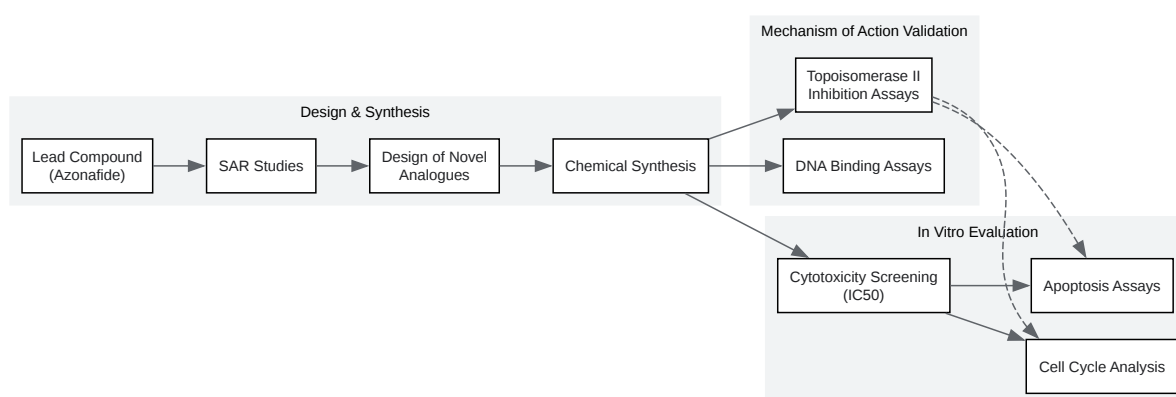 Mechanism of Action Validation
Topoisomerase II
Inhibition Assays
Design & Synthesis
Lead Compound
(Azonafide)
SAR Studies
Design of Novel
Analogues
Chemical Synthesis
DNA Binding Assays
In Vitro Evaluation
Cytotoxicity Screening
(IC50)
Apoptosis Assays
Cell Cycle Analysis